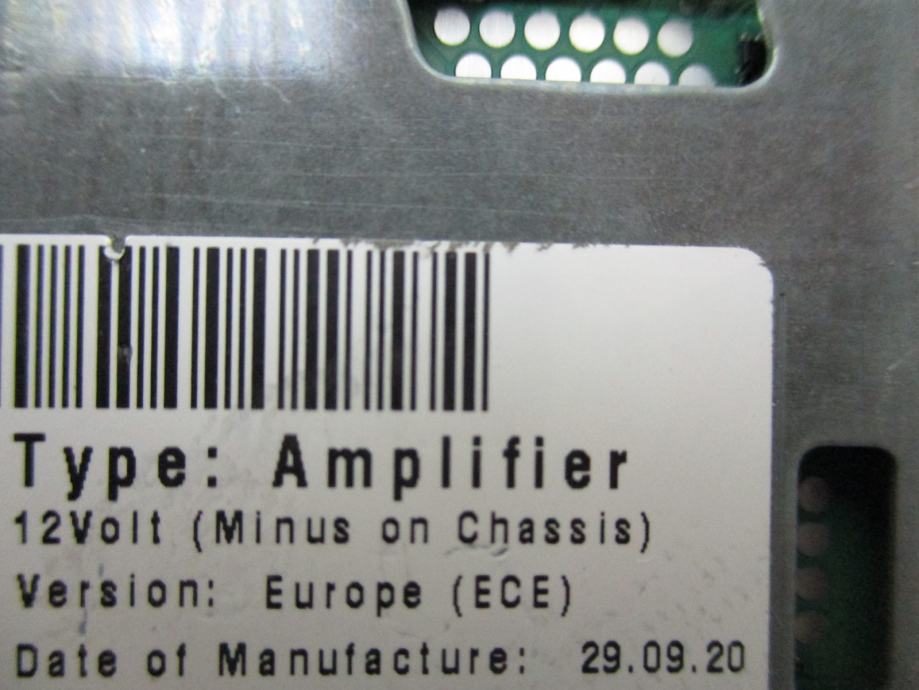 Type: Amplifier
12Volt (Minus on Chassis)
Version: Europe (ECE)
Date of Manufacture: 29.09.20